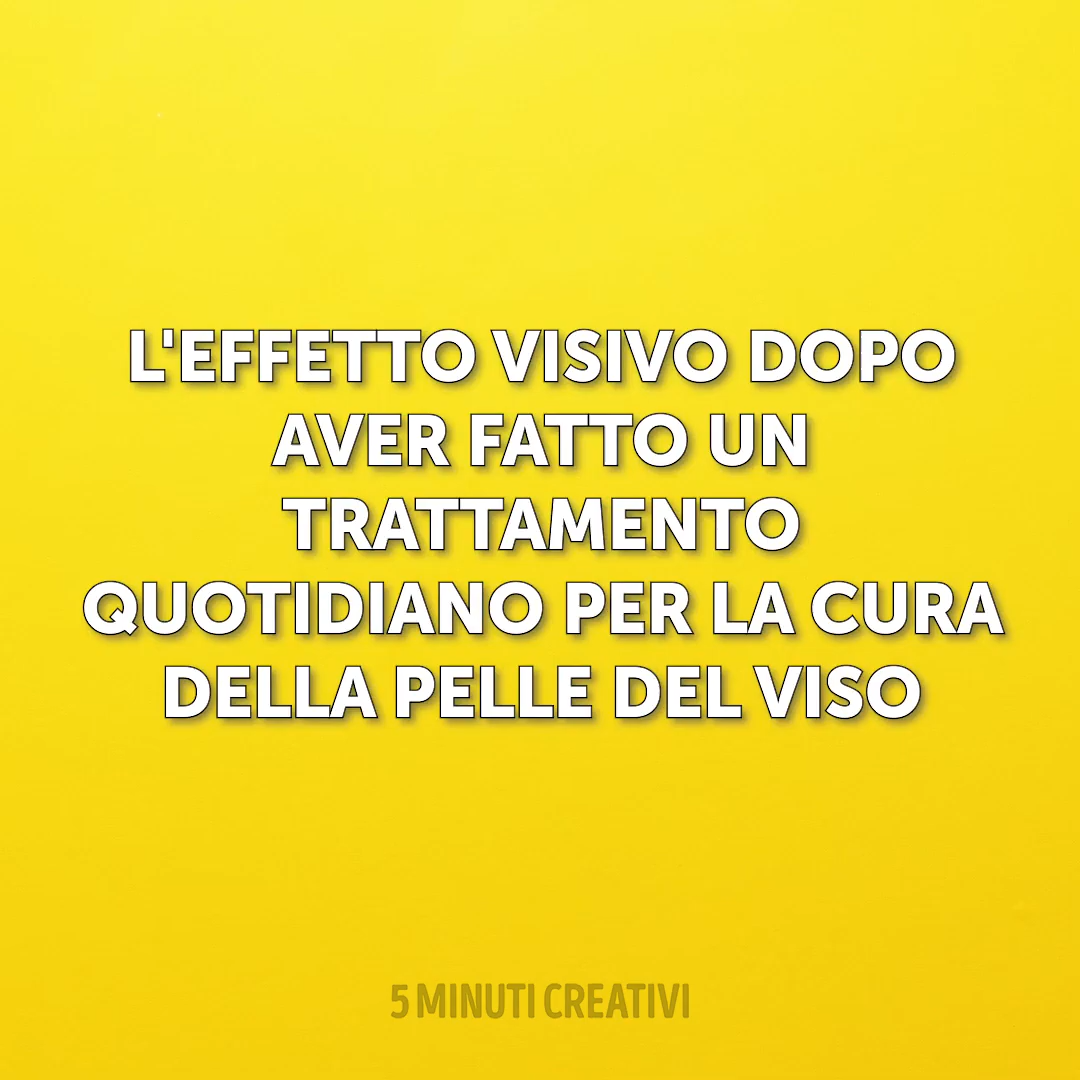 L'EFFETTO VISIVO DOPO
AVER FATTO UN
TRATTAMENTO
QUOTIDIANO PER LA CURA
DELLA PELLE DEL VISO
5 MINUTI CREATIVI